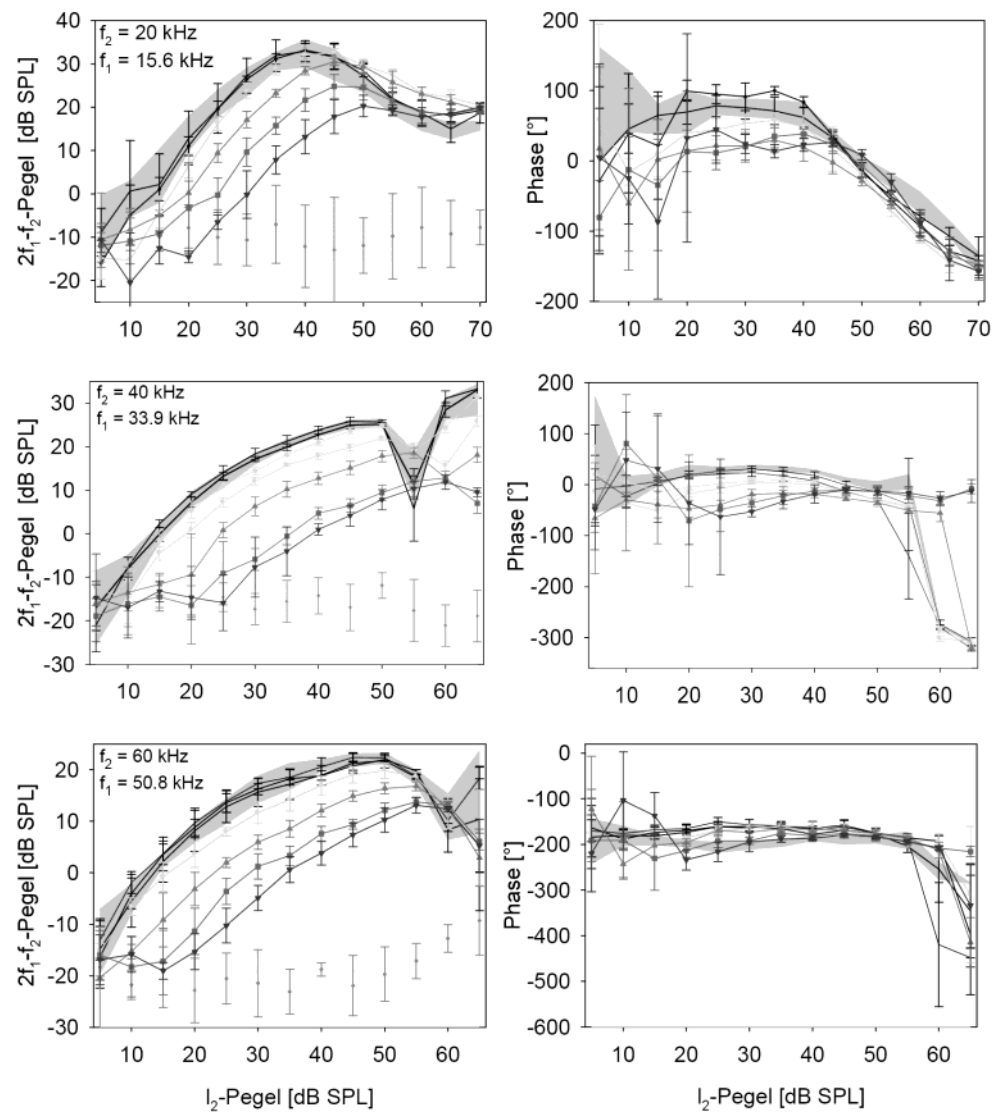 f₂ = 20 kHz
f₁ = 15.6 kHz
2f₁-f₂-Pegel [dB SPL]
40
30
20
10
0
-10
-20
10 20 30 40 50 60 70
Phase [°]
200
100
0
-100
-200
10 20 30 40 50 60 70
f₂ = 40 kHz
f₁ = 33.9 kHz
2f₁-f₂-Pegel [dB SPL]
30
20
10
0
-10
-20
-30
10 20 30 40 50 60
Phase [°]
200
100
0
-100
-200
-300
10 20 30 40 50 60
f₂ = 60 kHz
f₁ = 50.8 kHz
2f₁-f₂-Pegel [dB SPL]
20
10
0
-10
-20
-30
10 20 30 40 50 60
l₂-Pegel [dB SPL]
Phase [°]
0
-100
-200
-300
-400
-500
-600
10 20 30 40 50 60
l₂-Pegel [dB SPL]